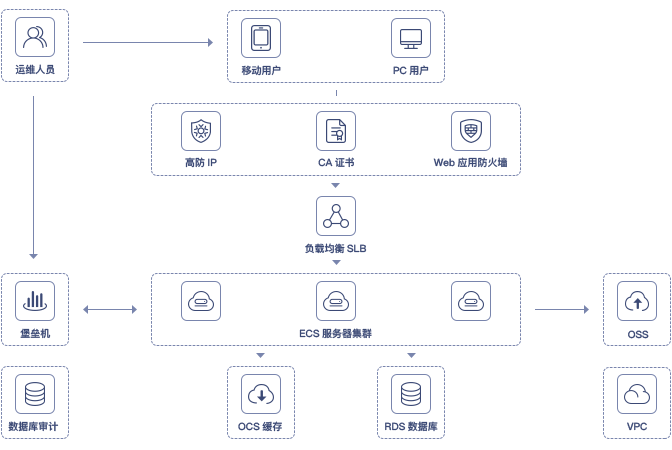 运维人员
移动用户
PC 用户
高防 IP
CA 证书
Web 应用防火墙
负载均衡 SLB
堡垒机
ECS 服务器集群
OSS
数据库审计
OCS 缓存
RDS 数据库
VPC